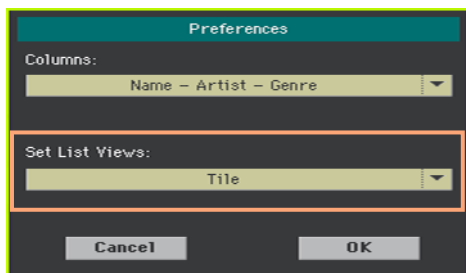 Preferences
Columns:
Name – Artist – Genre
Set List Views:
Tile
Cancel OK